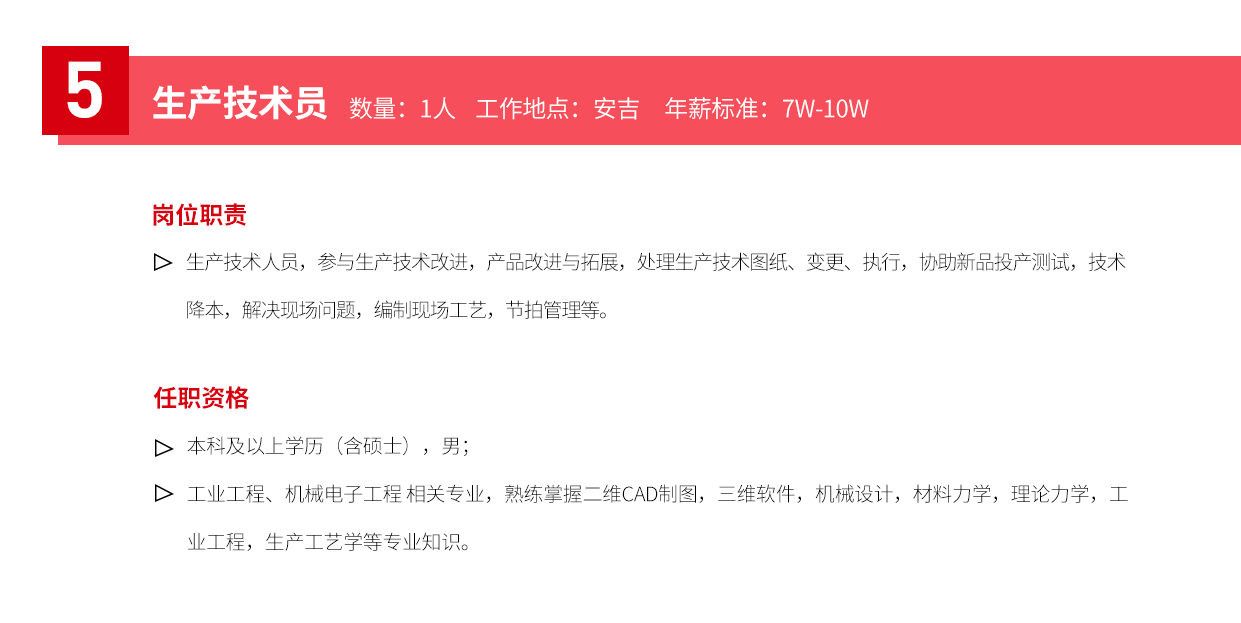 5
生产技术员 数量：1人 工作地点：安吉 年薪标准：7W-10W
岗位职责
生产技术人员，参与生产技术改进，产品改进与拓展，处理生产技术图纸、变更、执行，协助新品投产测试，技术
降本，解决现场问题，编制现场工艺，节拍管理等。
任职资格
本科及以上学历（含硕士），男；
工业工程、机械电子工程 相关专业，熟练掌握二维CAD制图，三维软件，机械设计，材料力学，理论力学，工
业工程，生产工艺学等专业知识。